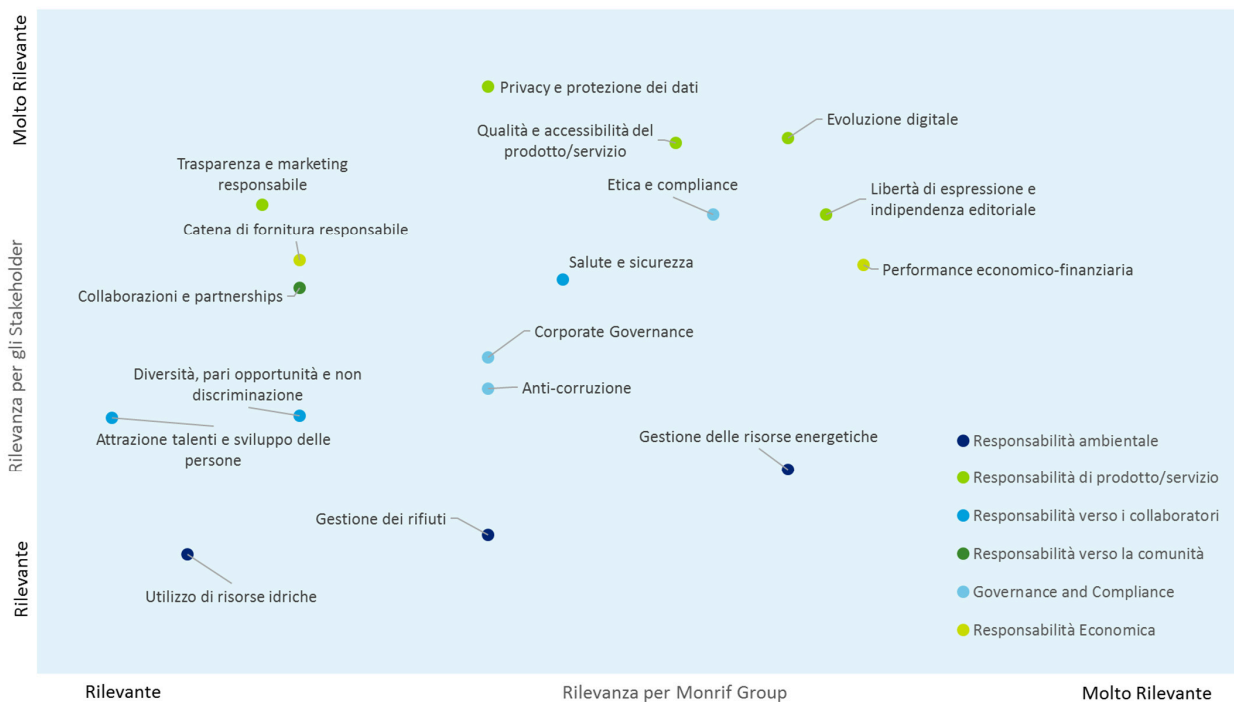 Molto Rilevante
Rilevanza per gli Stakeholder
Rilevante
Privacy e protezione dei dati
Qualità e accessibilità del
prodotto/servizio
Evoluzione digitale
Trasparenza e marketing
responsabile
Etica e compliance
Libertà di espressione e
indipendenza editoriale
Catena di fornitura responsabile
Salute e sicurezza
Performance economico-finanziaria
Collaborazioni e partnerships
Corporate Governance
Diversità, pari opportunità e non
discriminazione
Anti-corruzione
Attrazione talenti e sviluppo delle
persone
Gestione delle risorse energetiche
Gestione dei rifiuti
Utilizzo di risorse idriche
Responsabilità ambientale
Responsabilità di prodotto/servizio
Responsabilità verso i collaboratori
Responsabilità verso la comunità
Governance and Compliance
Responsabilità Economica
Rilevante
Rilevanza per Monrif Group
Molto Rilevante